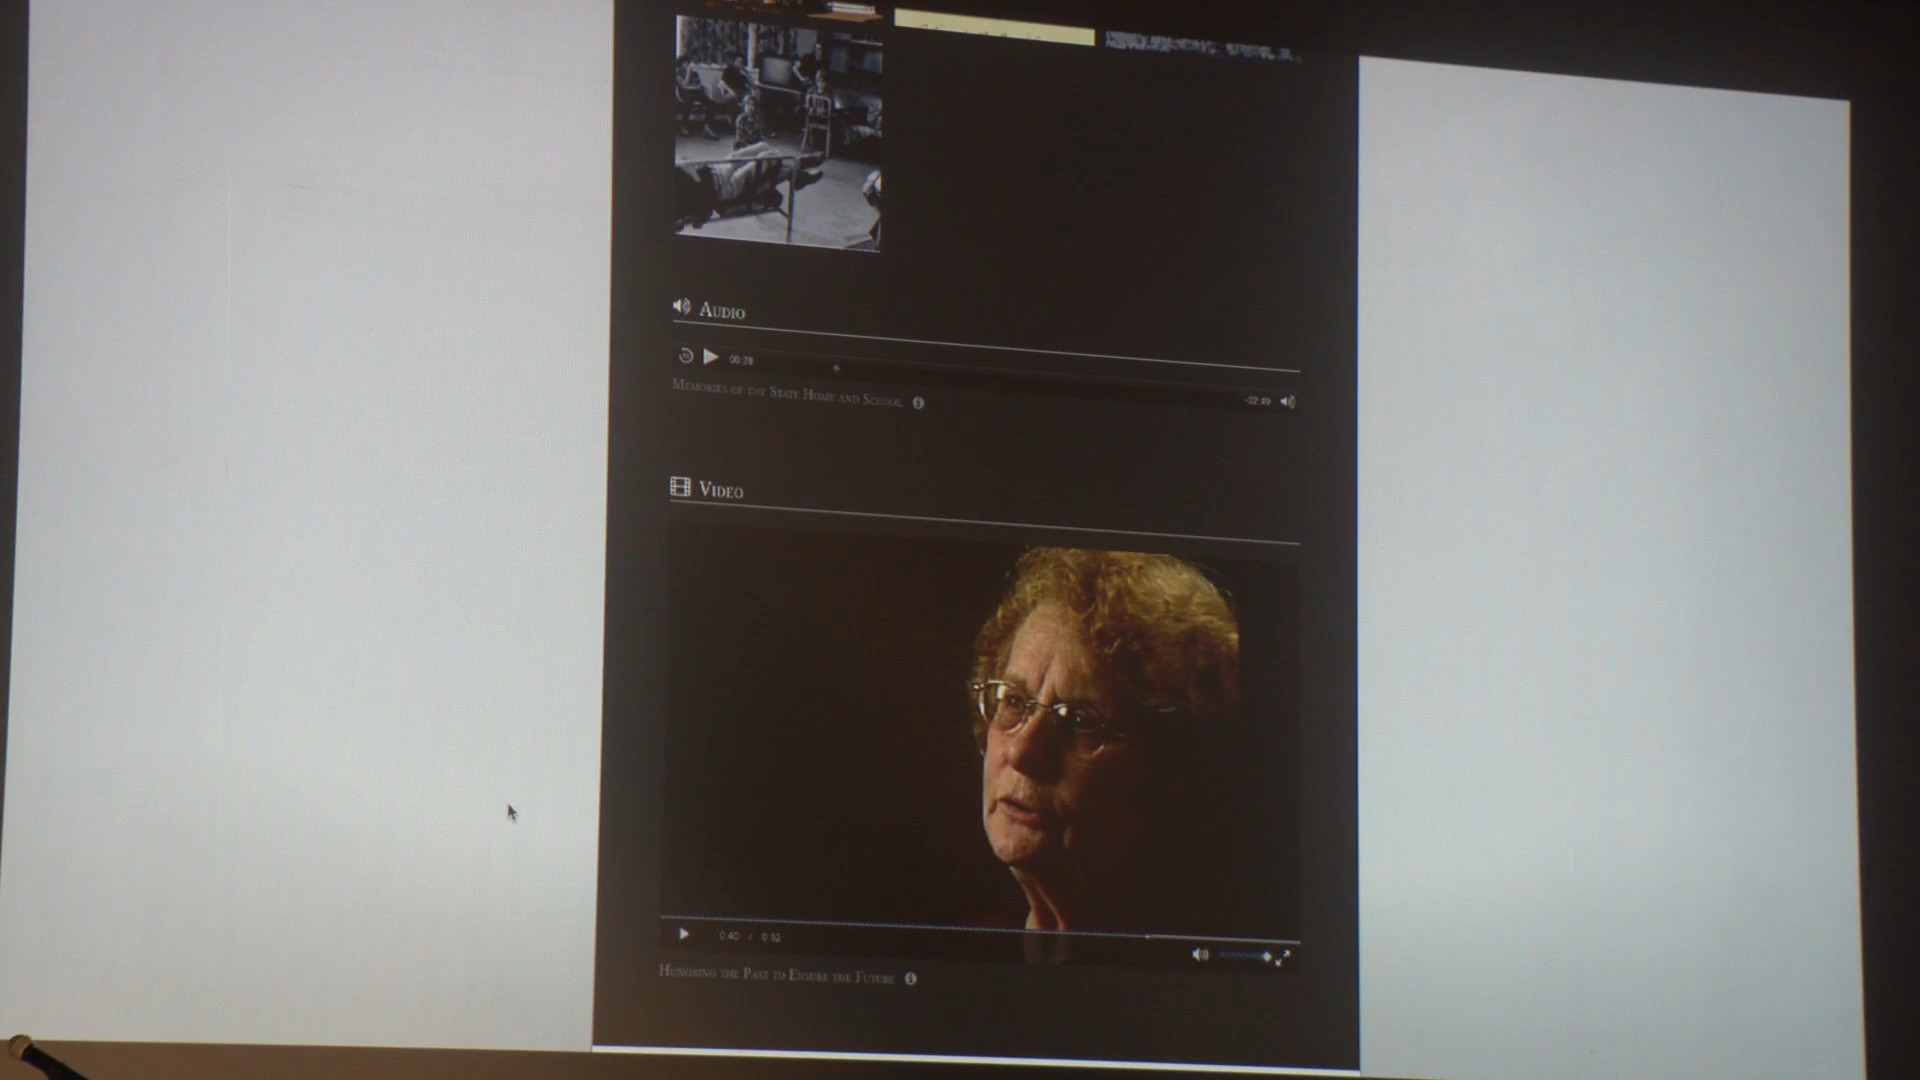 AUDIO
00:28
-02:49
MEMORIES OF THE STATE HOME AND SCHOOL
VIDEO
0:40 / 0:52
HONORING THE PAST TO ENSURE THE FUTURE